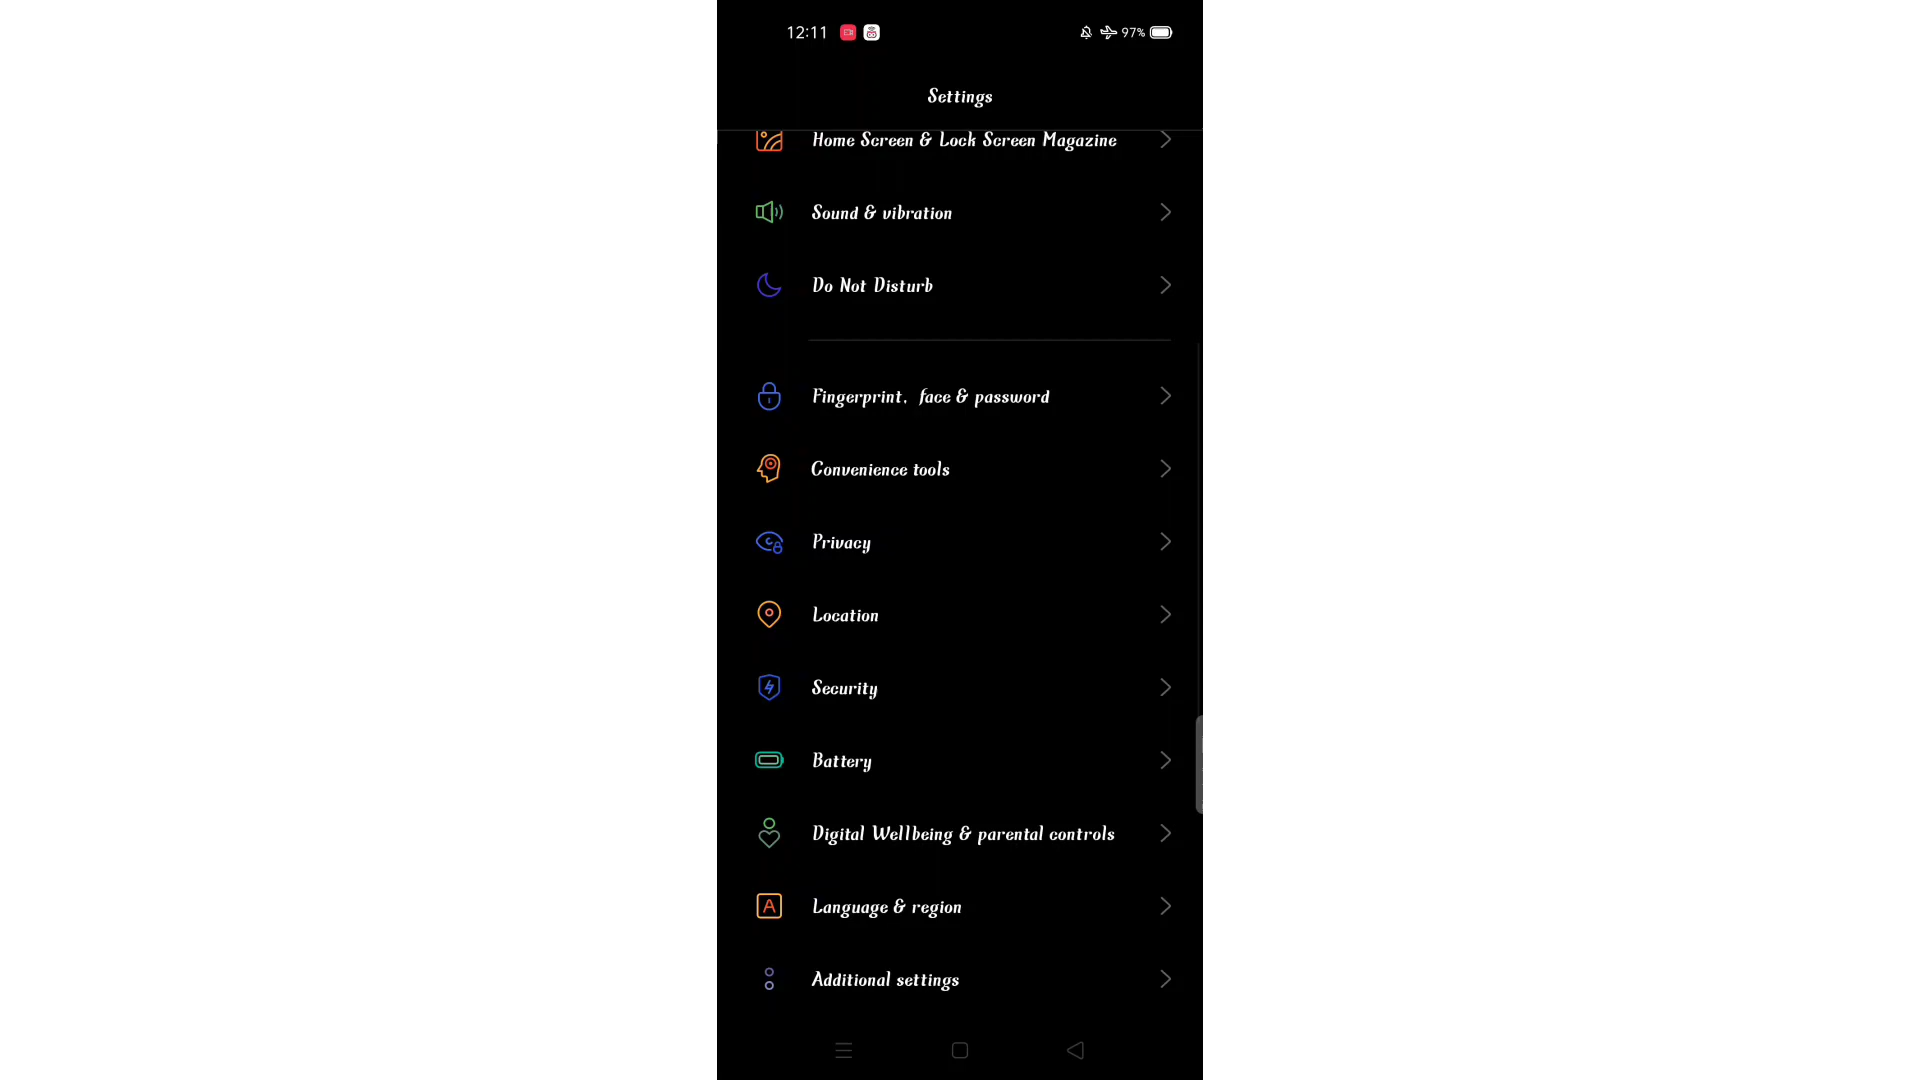 12:11
97%
Settings
Home Screen & Lock Screen Magazine
Sound & vibration
Do Not Disturb
Fingerprint, face & password
Convenience tools
Privacy
Location
Security
Battery
Digital Wellbeing & parental controls
A
Language & region
Additional settings